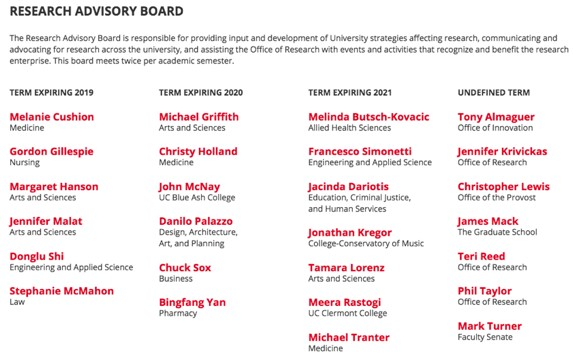 RESEARCH ADVISORY BOARD
The Research Advisory Board is responsible for providing input and development of University strategies affecting research, communicating and
advocating for research across the university, and assisting the Office of Research with events and activities that recognize and benefit the research
enterprise. This board meets twice per academic semester.
TERM EXPIRING 2019
Melanie Cushion
Medicine
Gordon Gillespie
Nursing
Margaret Hanson
Arts and Sciences
Jennifer Malat
Arts and Sciences
Donglu Shi
Engineering and Applied Science
Stephanie McMahon
Law
TERM EXPIRING 2020
Michael Griffith
Arts and Sciences
Christy Holland
Medicine
John McNay
UC Blue Ash College
Danilo Palazzo
Design, Architecture,
Art, and Planning
Chuck Sox
Business
Bingfang Yan
Pharmacy
TERM EXPIRING 2021
Melinda Butsch-Kovacic
Allied Health Sciences
Francesco Simonetti
Engineering and Applied Science
Jacinda Dariotis
Education, Criminal Justice,
and Human Services
Jonathan Kregor
College-Conservatory of Music
Tamara Lorenz
Arts and Sciences
Meera Rastogi
UC Clermont College
Michael Tranter
Medicine
UNDEFINED TERM
Tony Almaguer
Office of Innovation
Jennifer Krivickas
Office of Research
Christopher Lewis
Office of the Provost
James Mack
The Graduate School
Teri Reed
Office of Research
Phil Taylor
Office of Research
Mark Turner
Faculty Senate